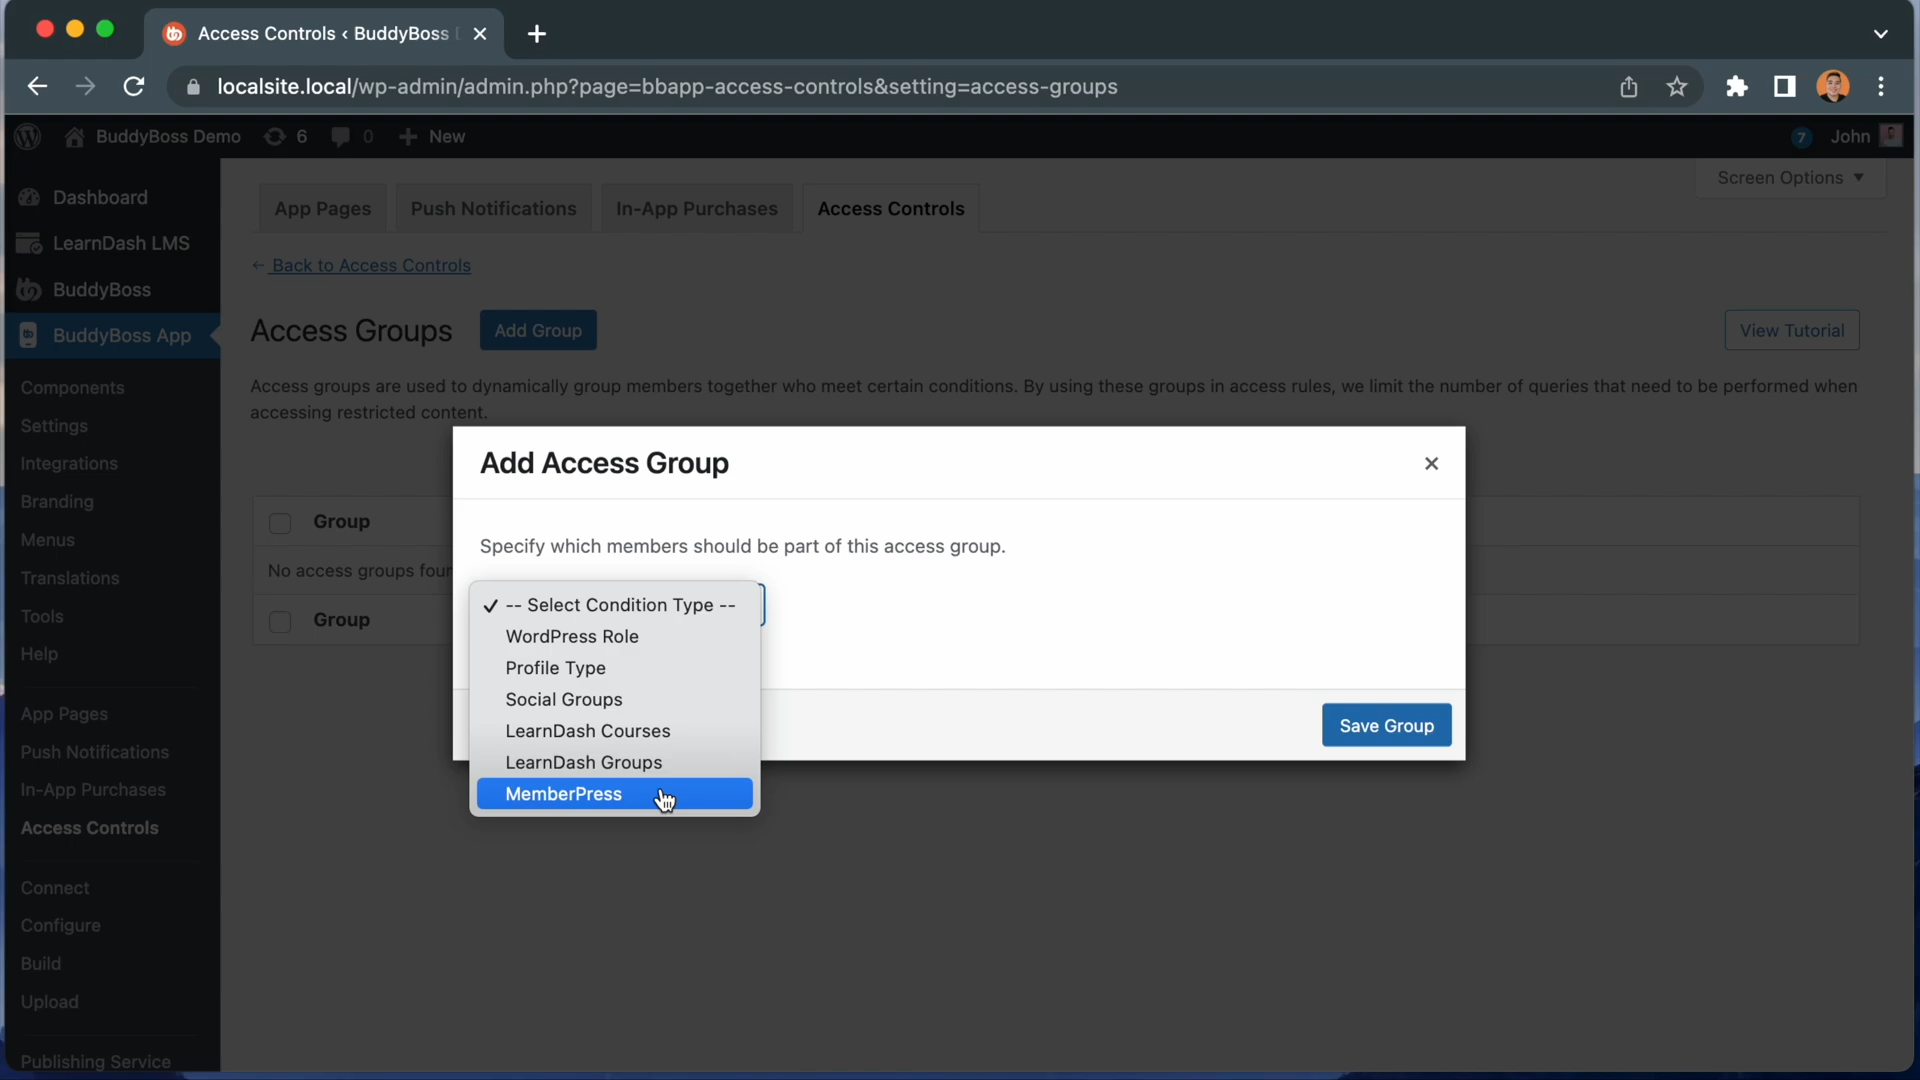 Access Controls ‹ BuddyBoss
localsite.local/wp-admin/admin.php?page=bbapp-access-controls&setting=access-groups
BuddyBoss Demo 6 0 New
7 John
Dashboard
LearnDash LMS
BuddyBoss
BuddyBoss App
Components
Settings
Integrations
Branding
Menus
Translations
Tools
Help
App Pages
Push Notifications
In-App Purchases
Access Controls
Connect
Configure
Build
Upload
Publishing Service
Screen Options
App Pages Push Notifications In-App Purchases Access Controls
← Back to Access Controls
Access Groups Add Group View Tutorial
Access groups are used to dynamically group members together who meet certain conditions. By using these groups in access rules, we limit the number of queries that need to be performed when
accessing restricted content.
Group
No access groups
Group
Add Access Group
Specify which members should be part of this access group.
-- Select Condition Type --
WordPress Role
Profile Type
Social Groups
LearnDash Courses
LearnDash Groups
MemberPress
Save Group